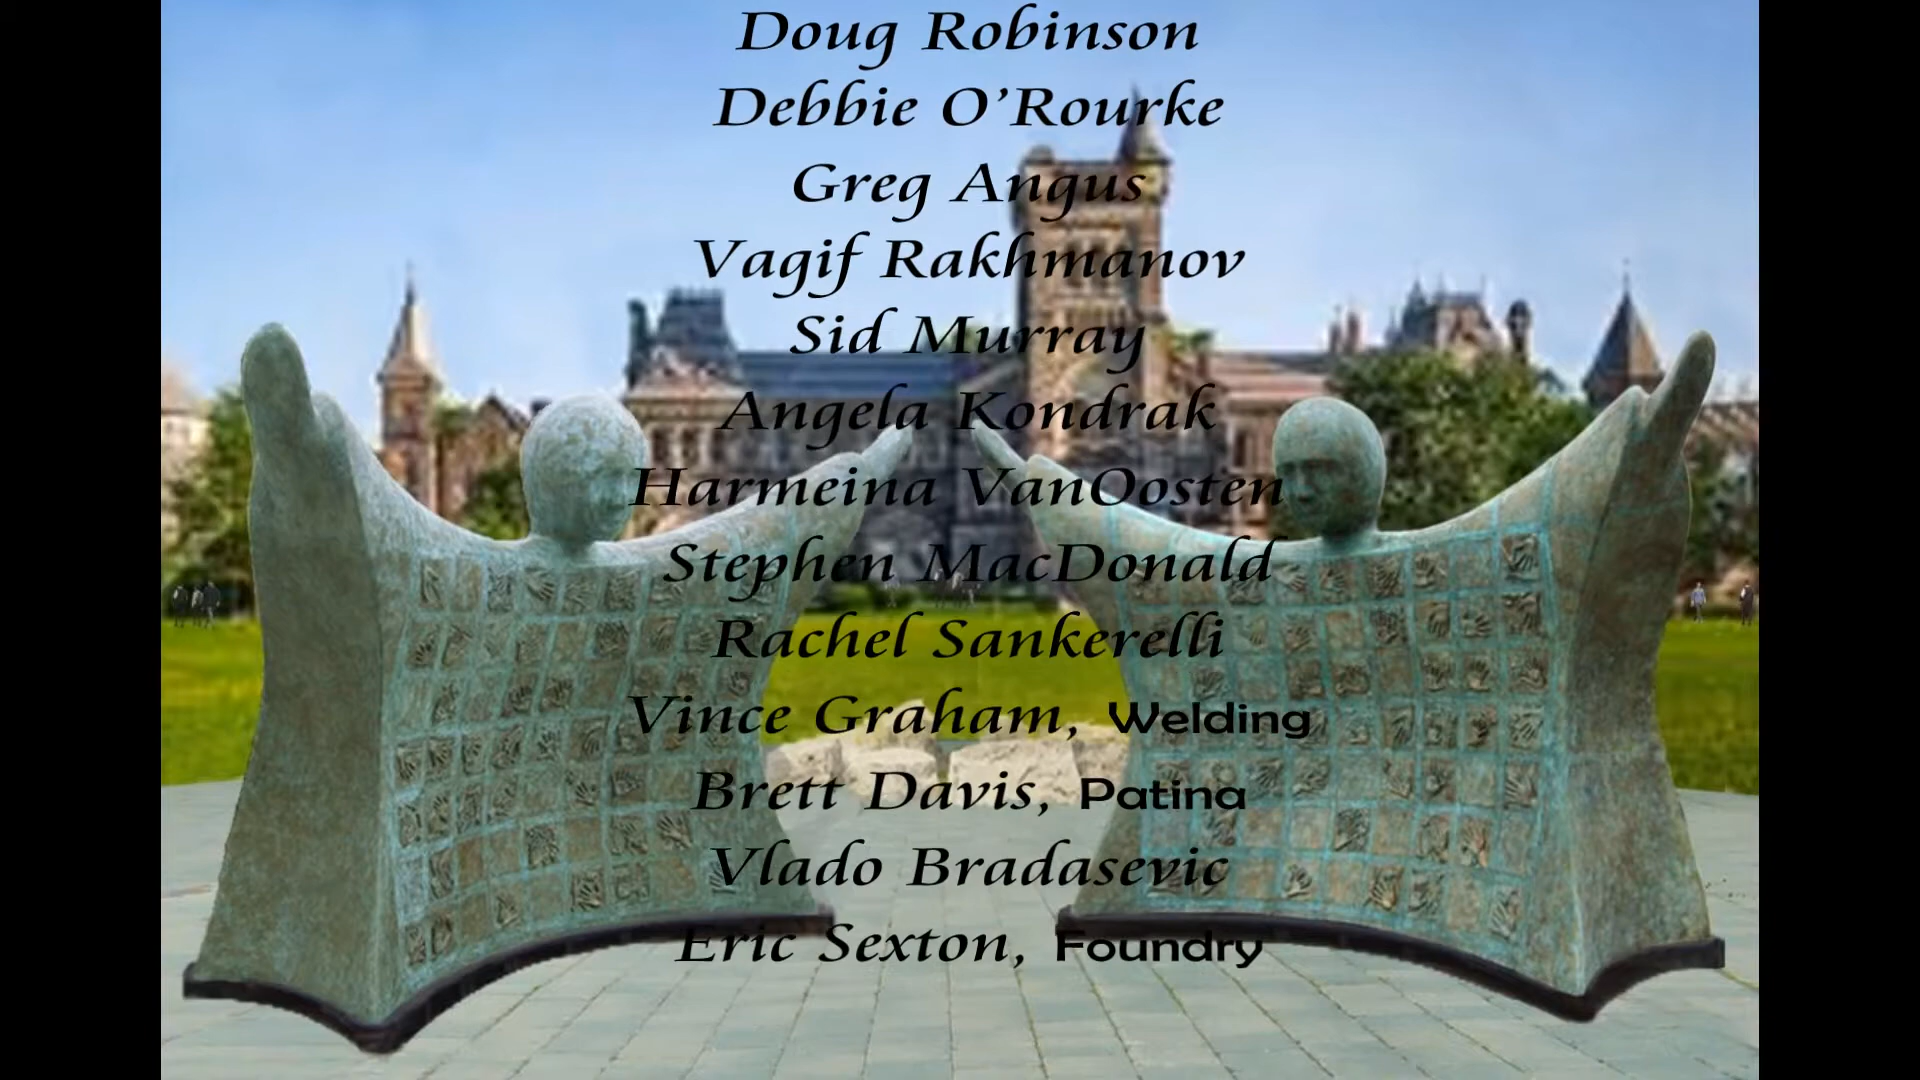 Doug Robinson
Debbie O’Rourke
Greg Angus
Vagif Rakhmanov
Sid Murray
Angela Kondrak
Harmeina VanOosten
Stephen MacDonald
Rachel Sankerelli
Vince Graham, Welding
Brett Davis, Patina
Vlado Bradasevic
Eric Sexton, Foundry